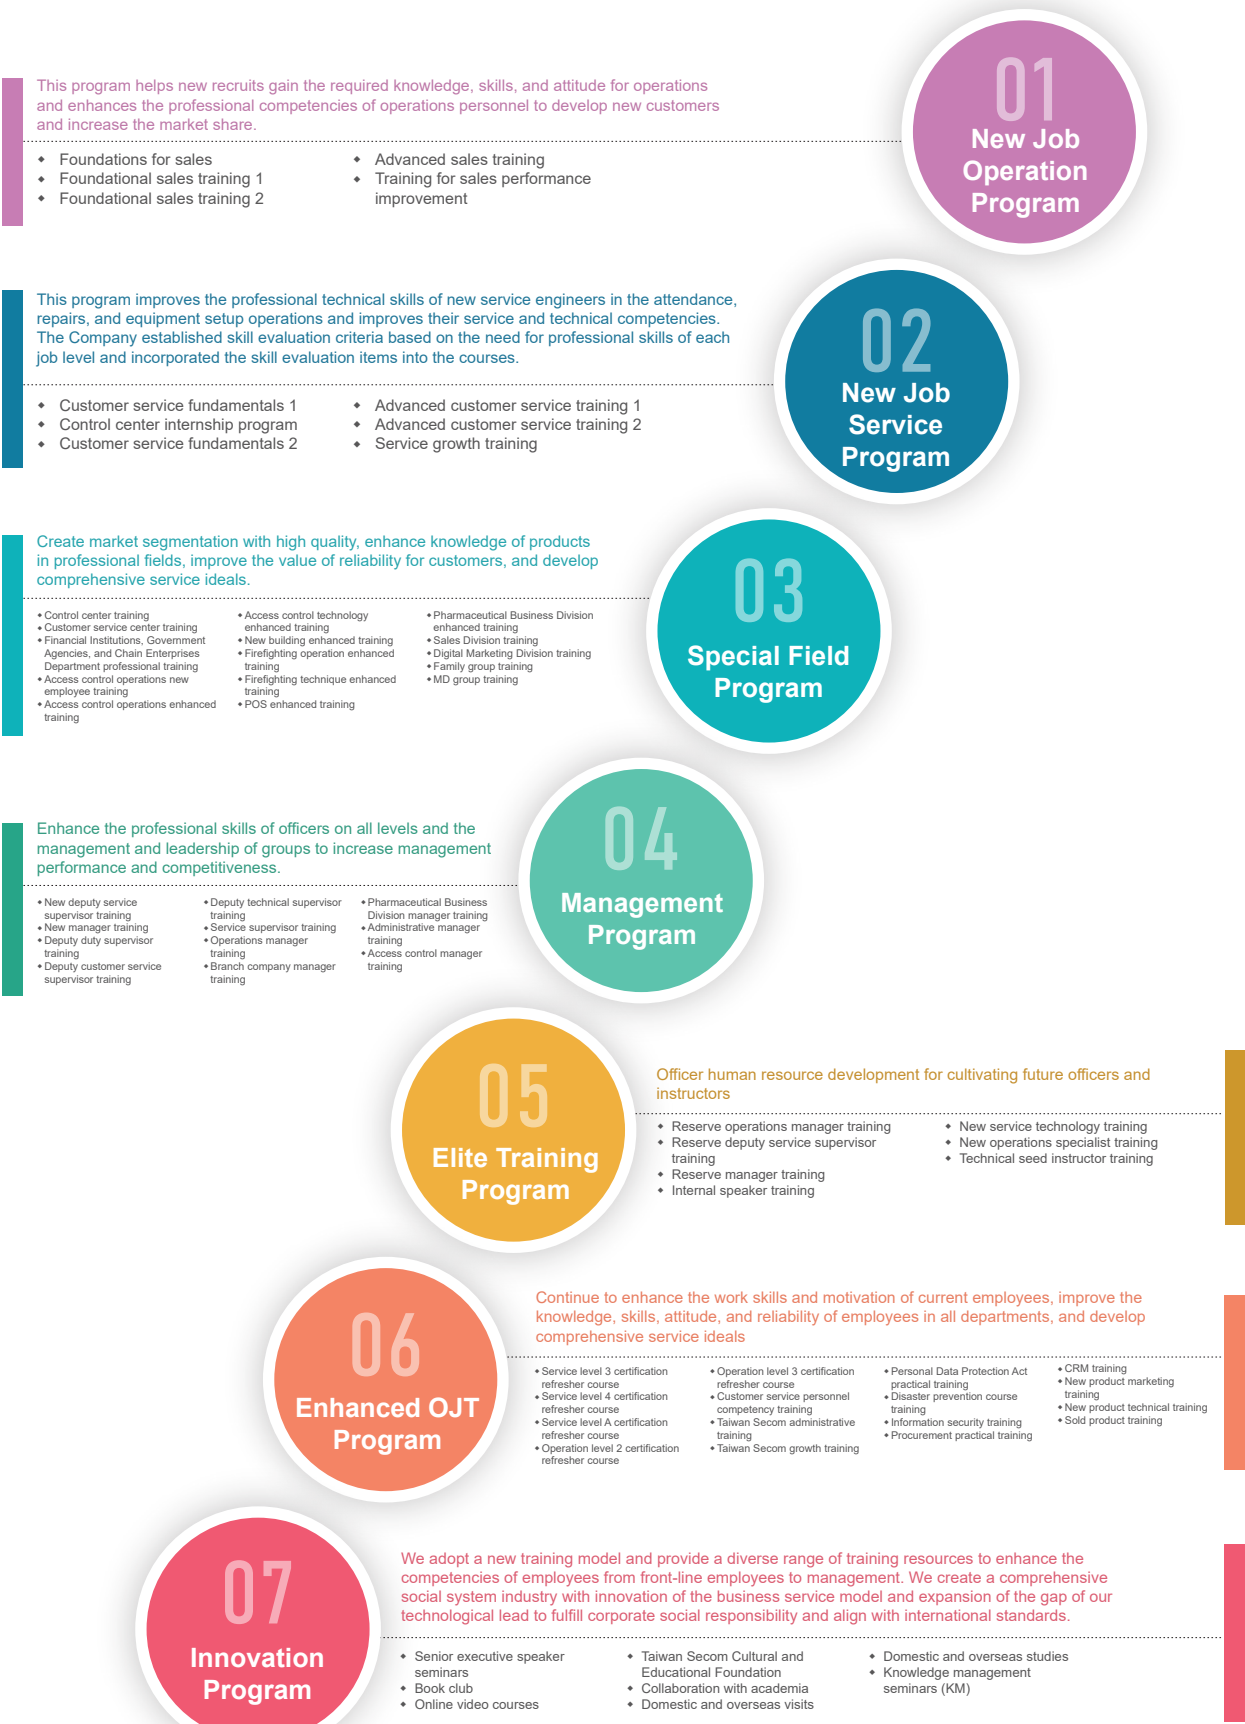 01
New Job
Operation
Program
This program helps new recruits gain the required knowledge, skills, and attitude for operations
and enhances the professional competencies of operations personnel to develop new customers
and increase the market share.
Foundations for sales
Foundational sales training 1
Foundational sales training 2
Advanced sales training
Training for sales performance
improvement
02
New Job
Service
Program
This program improves the professional technical skills of new service engineers in the attendance,
repairs, and equipment setup operations and improves their service and technical competencies.
The Company established skill evaluation criteria based on the need for professional skills of each
job level and incorporated the skill evaluation items into the courses.
Customer service fundamentals 1
Control center internship program
Customer service fundamentals 2
Advanced customer service training 1
Advanced customer service training 2
Service growth training
03
Special Field
Program
Create market segmentation with high quality, enhance knowledge of products
in professional fields, improve the value of reliability for customers, and develop
comprehensive service ideals.
Control center training
Customer service center training
Financial Institutions, Government
Agencies, and Chain Enterprises
Department professional training
Access control operations new
employee training
Access control operations enhanced
training
Access control technology
enhanced training
New building enhanced training
Firefighting operation enhanced
training
Firefighting technique enhanced
training
POS enhanced training
Pharmaceutical Business Division
enhanced training
Sales Division training
Digital Marketing Division training
Family group training
MD group training
04
Management
Program
Enhance the professional skills of officers on all levels and the
management and leadership of groups to increase management
performance and competitiveness.
New deputy service
supervisor training
New manager training
Deputy duty supervisor
training
Deputy customer service
supervisor training
Deputy technical supervisor
training
Service supervisor training
Operations manager
training
Branch company manager
training
Pharmaceutical Business
Division manager training
Administrative manager
training
Access control manager
training
05
Elite Training
Program
Officer human resource development for cultivating future officers and
instructors
Reserve operations manager training
Reserve deputy service supervisor
training
Reserve manager training
Internal speaker training
New service technology training
New operations specialist training
Technical seed instructor training
06
Enhanced OJT
Program
Continue to enhance the work skills and motivation of current employees, improve the
knowledge, skills, attitude, and reliability of employees in all departments, and develop
comprehensive service ideals
Service level 3 certification
refresher course
Service level 4 certification
refresher course
Service level A certification
refresher course
Operation level 2 certification
refresher course
Operation level 3 certification
refresher course
Customer service personnel
competency training
Taiwan Secom administrative
training
Taiwan Secom growth training
Personal Data Protection Act
practical training
Disaster prevention course
training
Information security training
Procurement practical training
CRM training
New product marketing
training
New product technical training
Sold product training
07
Innovation
Program
We adopt a new training model and provide a diverse range of training resources to enhance the
competencies of employees from front-line employees to management. We create a comprehensive
social system industry with innovation of the business service model and expansion of the gap of our
technological lead to fulfill corporate social responsibility and align with international standards.
Senior executive speaker
seminars
Book club
Online video courses
Taiwan Secom Cultural and
Educational Foundation
Collaboration with academia
Domestic and overseas visits
Domestic and overseas studies
Knowledge management
seminars (KM)